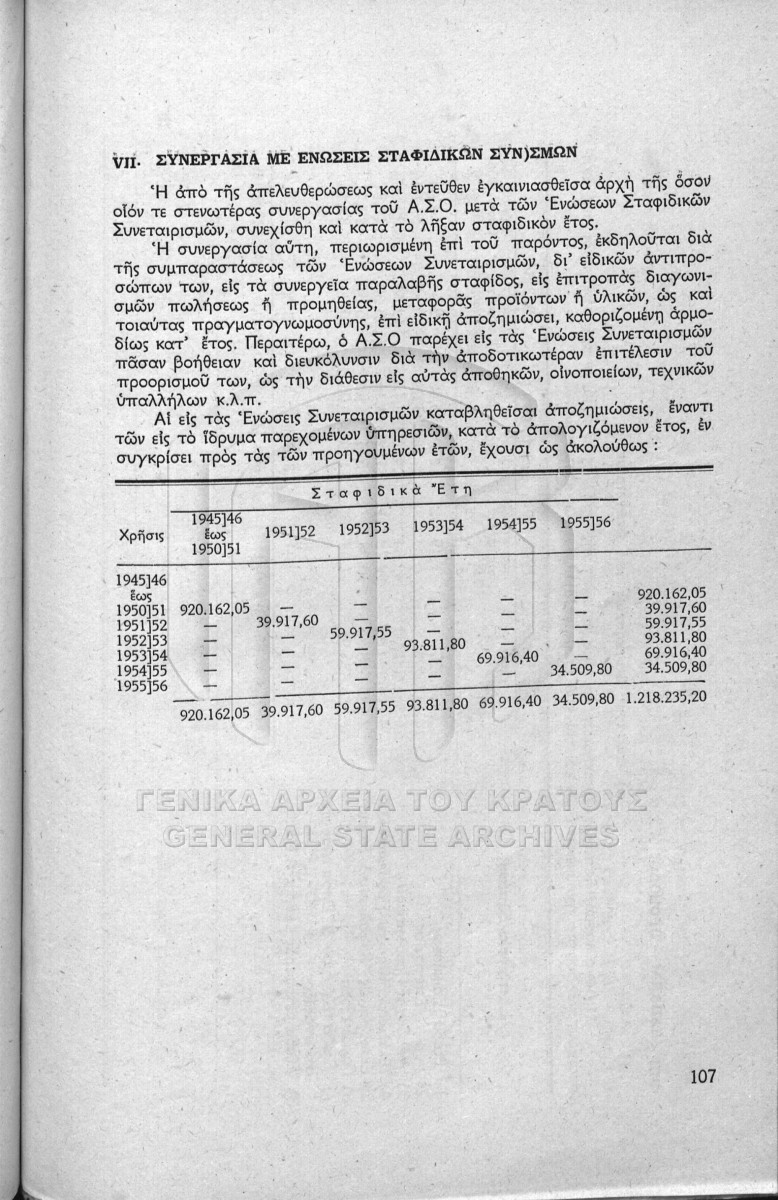 VII. ΣΥΝΕΡΓΑΣΙΑ ΜΕ ΕΝΩΣΕΙΣ ΣΤΑΦΙΔΙΚΩΝ ΣΥΝ)ΣΜΩΝ
Ἡ ἀπὸ τῆς ἀπελευθερώσεως καὶ ἐντεῦθεν ἐγκαινιασθεῖσα ἀρχὴ τῆς ὅσον
οἷόν τε στενωτέρας συνεργασίας τοῦ Α.Σ.Ο. μετὰ τῶν Ἑνώσεων Σταφιδικῶν
Συνεταιρισμῶν, συνεχίσθη καὶ κατὰ τὸ λῆξαν σταφιδικὸν ἔτος.
Ἡ συνεργασία αὕτη, περιωρισμένη ἐπὶ τοῦ παρόντος, ἐκδηλοῦται διὰ
τῆς συμπαραστάσεως τῶν Ἑνώσεων Συνεταιρισμῶν, δι' εἰδικῶν ἀντιπρο-
σώπων των, εἰς τὰ συνεργεῖα παραλαβῆς σταφίδος, εἰς ἐπιτροπὰς διαγωνι-
σμῶν πωλήσεως ἢ προμηθείας, μεταφορᾶς προϊόντων ἢ ὑλικῶν, ὡς καὶ
τοιαύτας πραγματογνωμοσύνης, ἐπὶ εἰδικῇ ἀποζημιώσει, καθοριζομένη ἁρμο-
δίως κατ' ἔτος. Περαιτέρω, ὁ Α.Σ.Ο παρέχει εἰς τὰς Ἑνώσεις Συνεταιρισμῶν
πᾶσαν βοήθειαν καὶ διευκόλυνσιν διὰ τὴν ἀποδοτικωτέραν ἐπιτέλεσιν τοῦ
προορισμοῦ των, ὡς τὴν διάθεσιν εἰς αὐτὰς ἀποθηκῶν, οἰνοποιείων, τεχνικῶν
ὑπαλλήλων κ.λ.π.
Αἱ εἰς τὰς Ἑνώσεις Συνεταιρισμῶν καταβληθεῖσαι ἀποζημιώσεις, ἔναντι
τῶν εἰς τὸ ἵδρυμα παρεχομένων ὑπηρεσιῶν, κατὰ τὸ ἀπολογιζόμενον ἔτος, ἐν
συγκρίσει πρὸς τὰς τῶν προηγουμένων ἐτῶν, ἔχουσι ὡς ἀκολούθως :
Σταφιδικὰ Ἔτη
Χρῆσις 1945]46 ἕως 1950]51 1951]52 1952]53 1953]54 1954]55 1955]56
1945]46
ἕως
1950]51 920.162,05 — — — — — 920.162,05
1951]52 — 39.917,60 — — — — 39.917,60
1952]53 — — 59.917,55 — — — 59.917,55
1953]54 — — — 93.811,80 — — 93.811,80
1954]55 — — — — 69.916,40 — 69.916,40
1955]56 — — — — — 34.509,80 34.509,80
920.162,05 39.917,60 59.917,55 93.811,80 69.916,40 34.509,80 1.218.235,20
ΓΕΝΙΚΑ ΑΡΧΕΙΑ ΤΟΥ ΚΡΑΤΟΥΣ
GENERAL STATE ARCHIVES
107